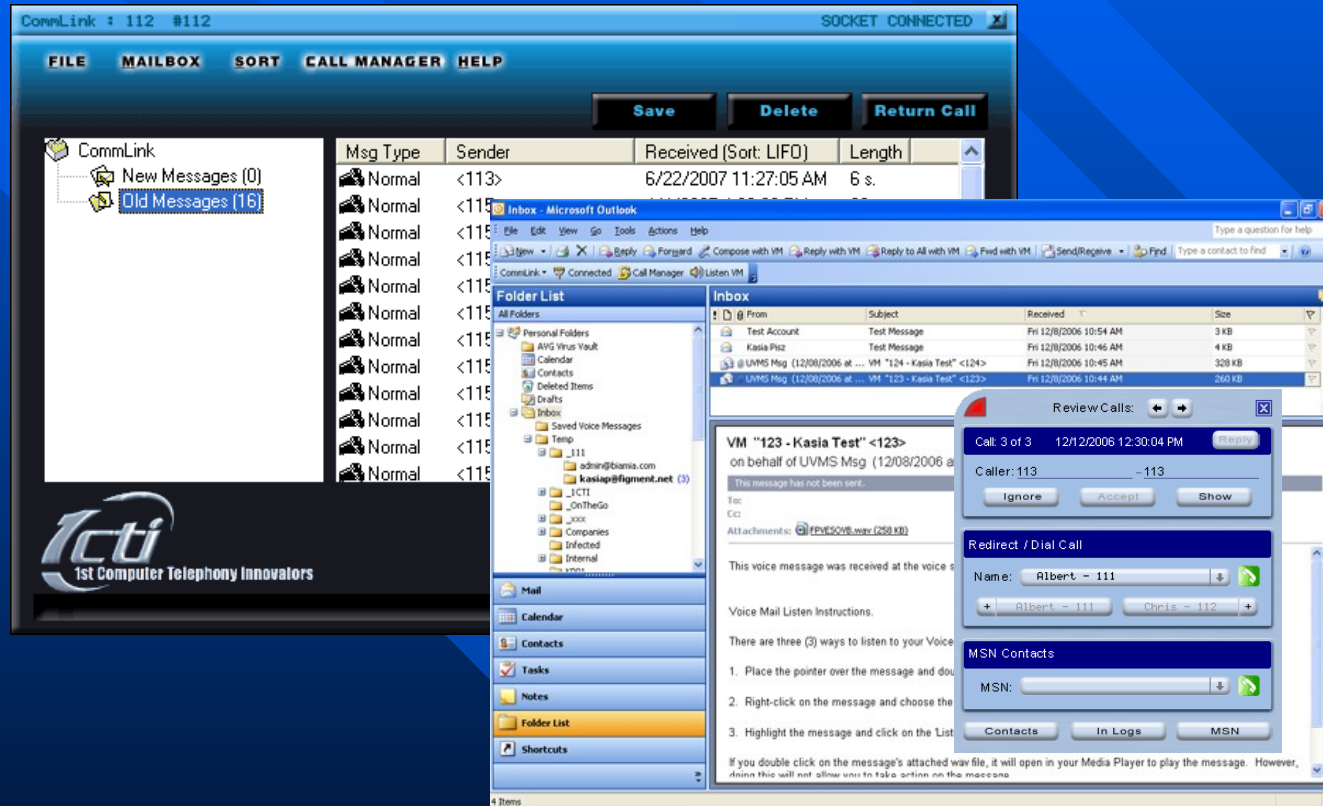 CommLink : 112 #112 SOCKET CONNECTED
FILE MAILBOX SORT CALL MANAGER HELP
Save Delete Return Call
CommLink
New Messages (0)
Old Messages (16)
Msg Type Sender Received (Sort: LIFO) Length
Normal <113> 6/22/2007 11:27:05 AM 6 s.
Normal <115
Normal <115
Normal <115
Normal <115
Normal <115
Normal <115
Normal <115
Normal <115
Normal <115
Normal <115
Normal <115
1cti
1st Computer Telephony Innovators
Inbox - Microsoft Outlook
File Edit View Go Tools Actions Help Type a question for help
New Reply Forward Compose with VM Reply with VM Reply to All with VM Fwd with VM Send/Receive Find Type a contact to find
CommLink Connected Call Manager Listen VM
Folder List
All Folders
Personal Folders
AVG Virus Vault
Calendar
Contacts
Deleted Items
Drafts
Inbox
Saved Voice Messages
Temp
_111
admin@biamia.com
kasiap@figment.net (3)
_1CTI
_OnTheGo
_xxx
Companies
Infected
Internal
Mail
Calendar
Contacts
Tasks
Notes
Folder List
Shortcuts
4 Items
Inbox
! From Subject Received Size
Test Account Test Message Fri 12/8/2006 10:54 AM 3 KB
Kasia Pisz Test Message Fri 12/8/2006 10:46 AM 4 KB
UVMS Msg (12/08/2006 at ... VM "124 - Kasia Test" <124> Fri 12/8/2006 10:45 AM 328 KB
UVMS Msg (12/08/2006 at ... VM "123 - Kasia Test" <123> Fri 12/8/2006 10:44 AM 260 KB
VM "123 - Kasia Test" <123>
on behalf of UVMS Msg (12/08/2006 a
This message has not been sent.
To:
Cc:
Attachments: FPVESOVB.wav (258 KB)
This voice message was received at the voice s
Voice Mail Listen Instructions.
There are three (3) ways to listen to your Voice
1. Place the pointer over the message and dou
2. Right-click on the message and choose the
3. Highlight the message and click on the 'List
If you double click on the message's attached wav file, it will open in your Media Player to play the message. However,
doing this will not allow you to take action on the message
Review Calls:
Call: 3 of 3 12/12/2006 12:30:04 PM Reply
Caller: 113 - 113
Ignore Accept Show
Redirect / Dial Call
Name: Albert - 111
+ Albert - 111 Chris - 112 +
MSN Contacts
MSN:
Contacts In Logs MSN